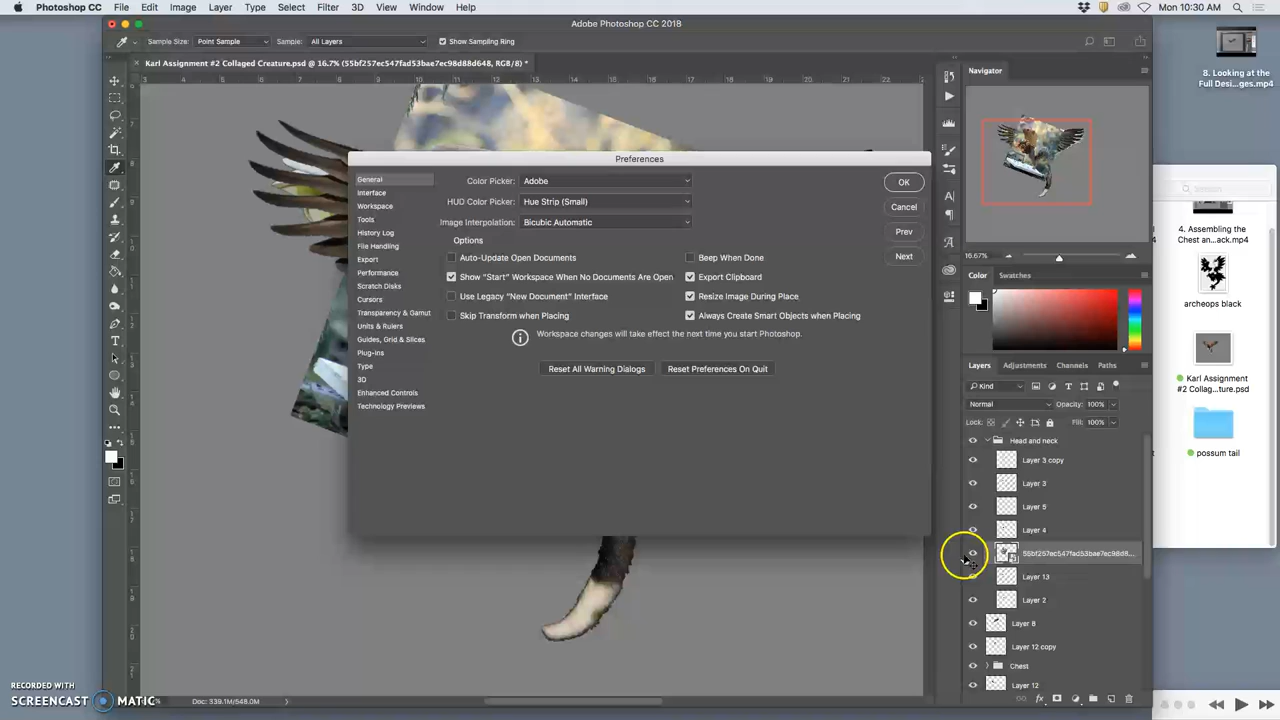 Photoshop CC File Edit Image Layer Type Select Filter 3D View Window Help Mon 10:30 AM
Adobe Photoshop CC 2018
Sample Size: Point Sample Sample: All Layers Show Sampling Ring
Karl Assignment #2 Collaged Creature.psd @ 16.7% (55bf257ec547fad53bae7ec98d88d648, RGB/8) *
Preferences
General
Interface
Workspace
Tools
History Log
File Handling
Export
Performance
Scratch Disks
Cursors
Transparency & Gamut
Units & Rulers
Guides, Grid & Slices
Plug-Ins
Type
3D
Enhanced Controls
Technology Previews
Color Picker: Adobe
HUD Color Picker: Hue Strip (Small)
Image Interpolation: Bicubic Automatic
Options
Auto-Update Open Documents
Beep When Done
Show "Start" Workspace When No Documents Are Open
Export Clipboard
Use Legacy "New Document" Interface
Resize Image During Place
Skip Transform when Placing
Always Create Smart Objects when Placing
Workspace changes will take effect the next time you start Photoshop.
Reset All Warning Dialogs
Reset Preferences On Quit
OK
Cancel
Prev
Next
Navigator
16.67%
Color Swatches
Layers Adjustments Channels Paths
Kind
Normal Opacity: 100%
Lock: Fill: 100%
Head and neck
Layer 3 copy
Layer 3
Layer 5
Layer 4
55bf257ec547fad53bae7ec98d8...
Layer 13
Layer 2
Layer 8
Layer 12 copy
Chest
Layer 12
Doc: 339.1M/548.0M
8. Looking at the
Full Desi...ges.mp4
Search
4. Assembling the
Chest an...ack.mp4
archeops black
Karl Assignment
#2 Collag...ture.psd
possum tail
RECORDED WITH
SCREENCAST MATIC